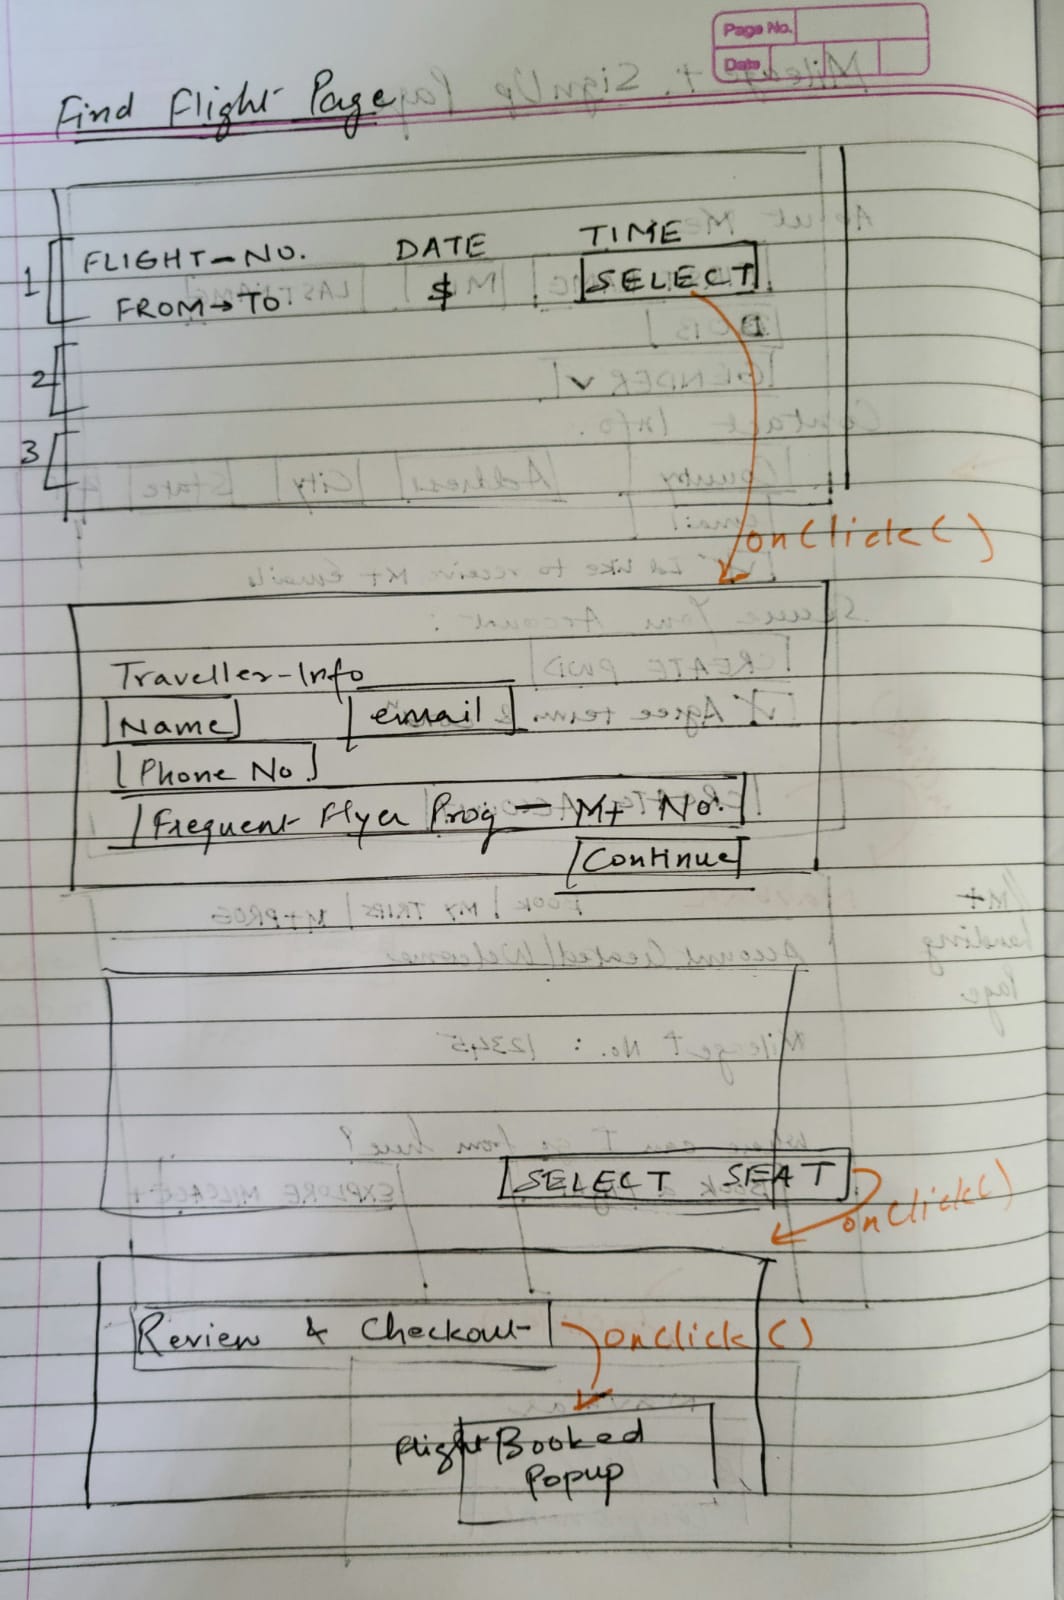 Page No.
Date
Find Flight Page
1 FLIGHT-NO. DATE TIME
FROM→TO $ SELECT
2
3
onClick()
Traveller-Info
Name email
Phone No
Frequent Flyer Prog - M+ No.
Continue
SELECT SEAT
onclick()
Review & Checkout onclick()
Flight Booked
Popup